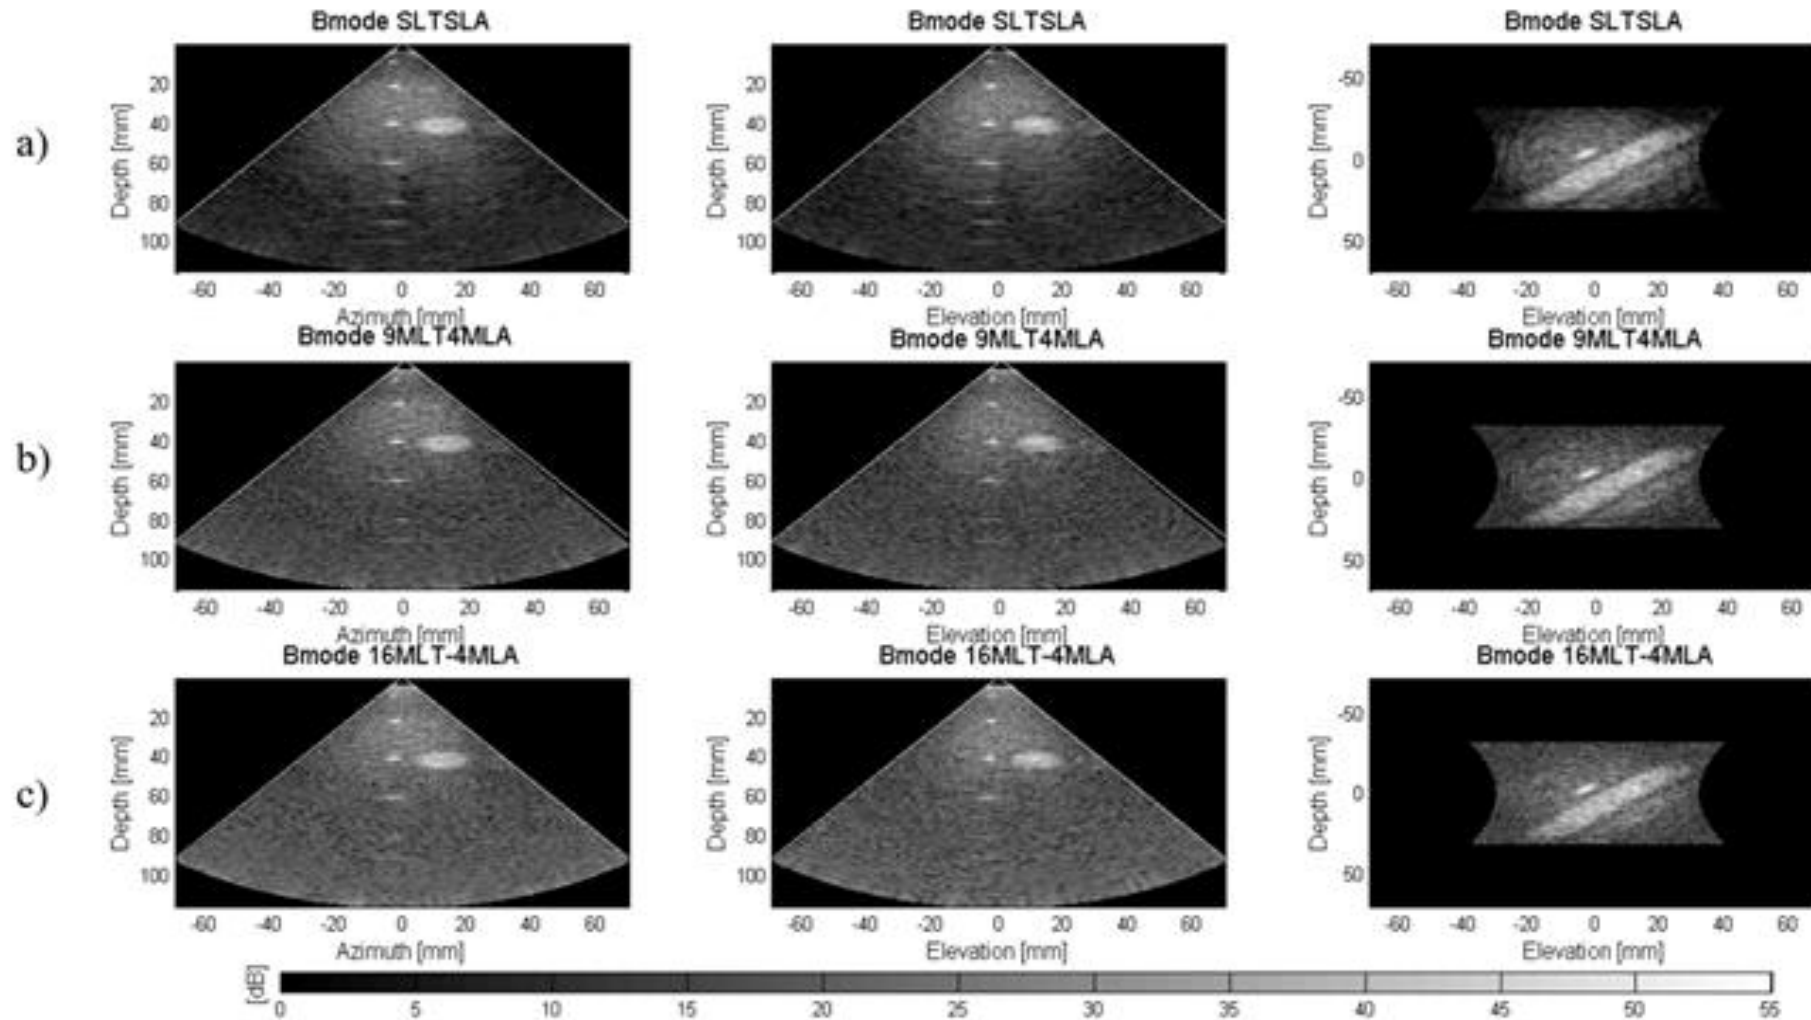 Bmode SLTSLA Bmode SLTSLA Bmode SLTSLA
a)
Depth [mm] 20 40 60 80 100
Depth [mm] 20 40 60 80 100
Depth [mm] -50 0 50
-60 -40 -20 0 20 40 60
-60 -40 -20 0 20 40 60
-60 -40 -20 0 20 40 60
Azimuth [mm] Elevation [mm] Elevation [mm]
Bmode 9MLT4MLA Bmode 9MLT4MLA Bmode 9MLT4MLA
b)
Depth [mm] 20 40 60 80 100
Depth [mm] 20 40 60 80 100
Depth [mm] -50 0 50
-60 -40 -20 0 20 40 60
-60 -40 -20 0 20 40 60
-60 -40 -20 0 20 40 60
Azimuth [mm] Elevation [mm] Elevation [mm]
Bmode 16MLT-4MLA Bmode 16MLT-4MLA Bmode 16MLT-4MLA
c)
Depth [mm] 20 40 60 80 100
Depth [mm] 20 40 60 80 100
Depth [mm] -50 0 50
-60 -40 -20 0 20 40 60
-60 -40 -20 0 20 40 60
-60 -40 -20 0 20 40 60
Azimuth [mm] Elevation [mm] Elevation [mm]
[dB]
0 5 10 15 20 25 30 35 40 45 50 55